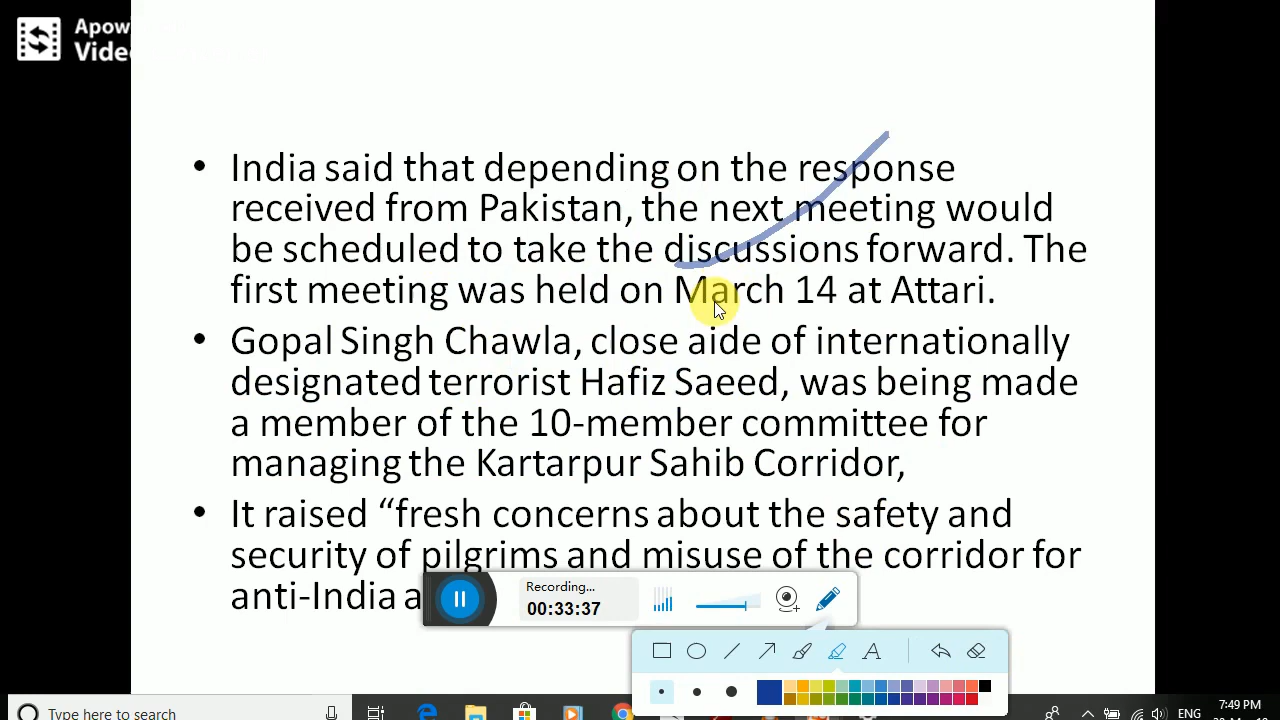 Apow
Video
India said that depending on the response
received from Pakistan, the next meeting would
be scheduled to take the discussions forward. The
first meeting was held on March 14 at Attari.
Gopal Singh Chawla, close aide of internationally
designated terrorist Hafiz Saeed, was being made
a member of the 10-member committee for
managing the Kartarpur Sahib Corridor,
It raised “fresh concerns about the safety and
security of pilgrims and misuse of the corridor for
anti-India a
Recording...
00:33:37
A
Type here to search
ENG
7:49 PM